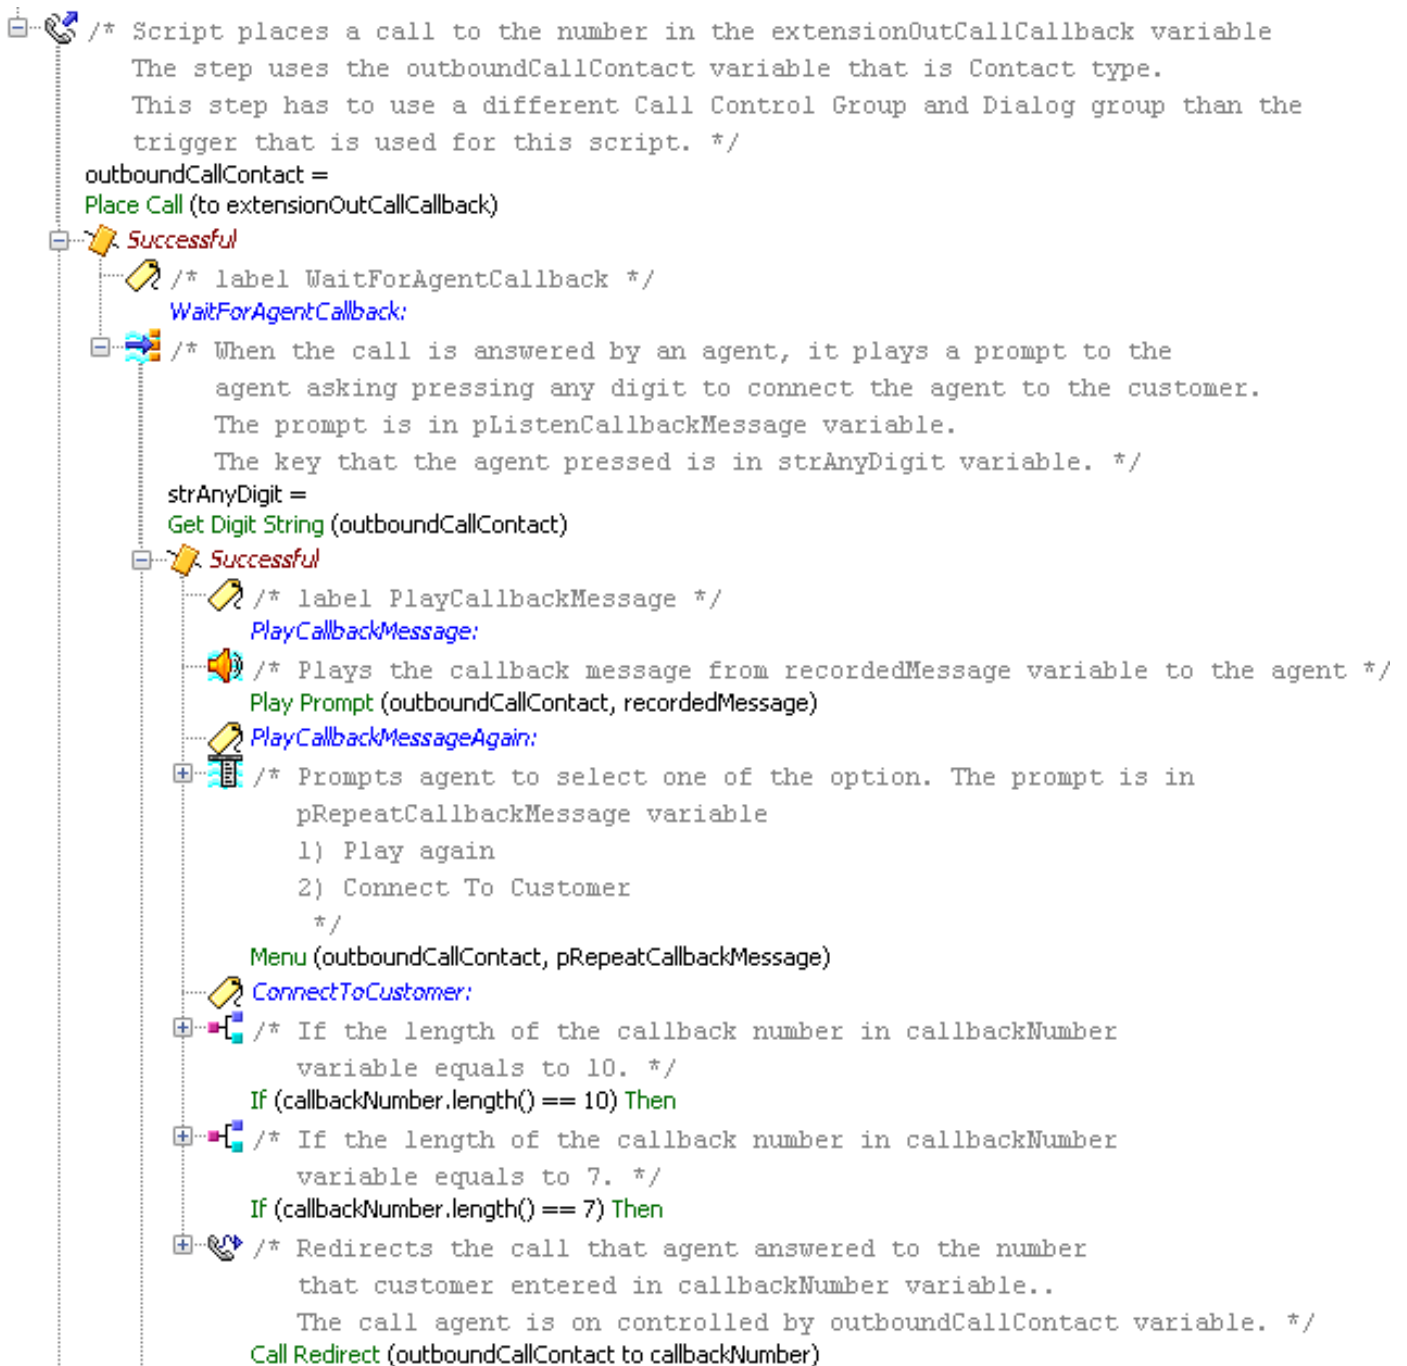 /* Script places a call to the number in the extensionOutCallCallback variable
The step uses the outboundCallContact variable that is Contact type.
This step has to use a different Call Control Group and Dialog group than the
trigger that is used for this script. */
outboundCallContact =
Place Call (to extensionOutCallCallback)
Successful
/* label WaitForAgentCallback */
WaitForAgentCallback:
/* When the call is answered by an agent, it plays a prompt to the
agent asking pressing any digit to connect the agent to the customer.
The prompt is in pListenCallbackMessage variable.
The key that the agent pressed is in strAnyDigit variable. */
strAnyDigit =
Get Digit String (outboundCallContact)
Successful
/* label PlayCallbackMessage */
PlayCallbackMessage:
/* Plays the callback message from recordedMessage variable to the agent */
Play Prompt (outboundCallContact, recordedMessage)
PlayCallbackMessageAgain:
/* Prompts agent to select one of the option. The prompt is in
pRepeatCallbackMessage variable
1) Play again
2) Connect To Customer
*/
Menu (outboundCallContact, pRepeatCallbackMessage)
ConnectToCustomer:
/* If the length of the callback number in callbackNumber
variable equals to 10. */
If (callbackNumber.length() == 10) Then
/* If the length of the callback number in callbackNumber
variable equals to 7. */
If (callbackNumber.length() == 7) Then
/* Redirects the call that agent answered to the number
that customer entered in callbackNumber variable..
The call agent is on controlled by outboundCallContact variable. */
Call Redirect (outboundCallContact to callbackNumber)